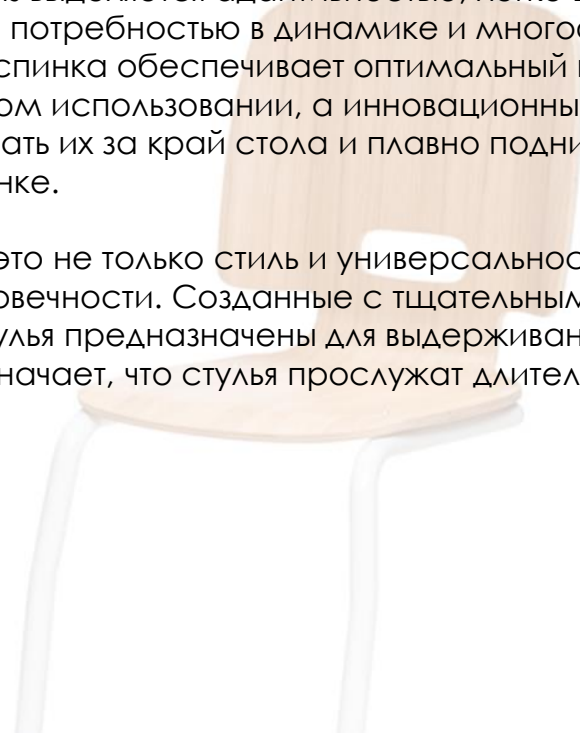 потребностью в динамике и многоо
спинка обеспечивает оптимальный
ом использовании, а инновационны
ать их за край стола и плавно подни
нке.
это не только стиль и универсальнос
овечности. Созданные с тщательным
улья предназначены для выдерживан
начает, что стулья прослужат длител